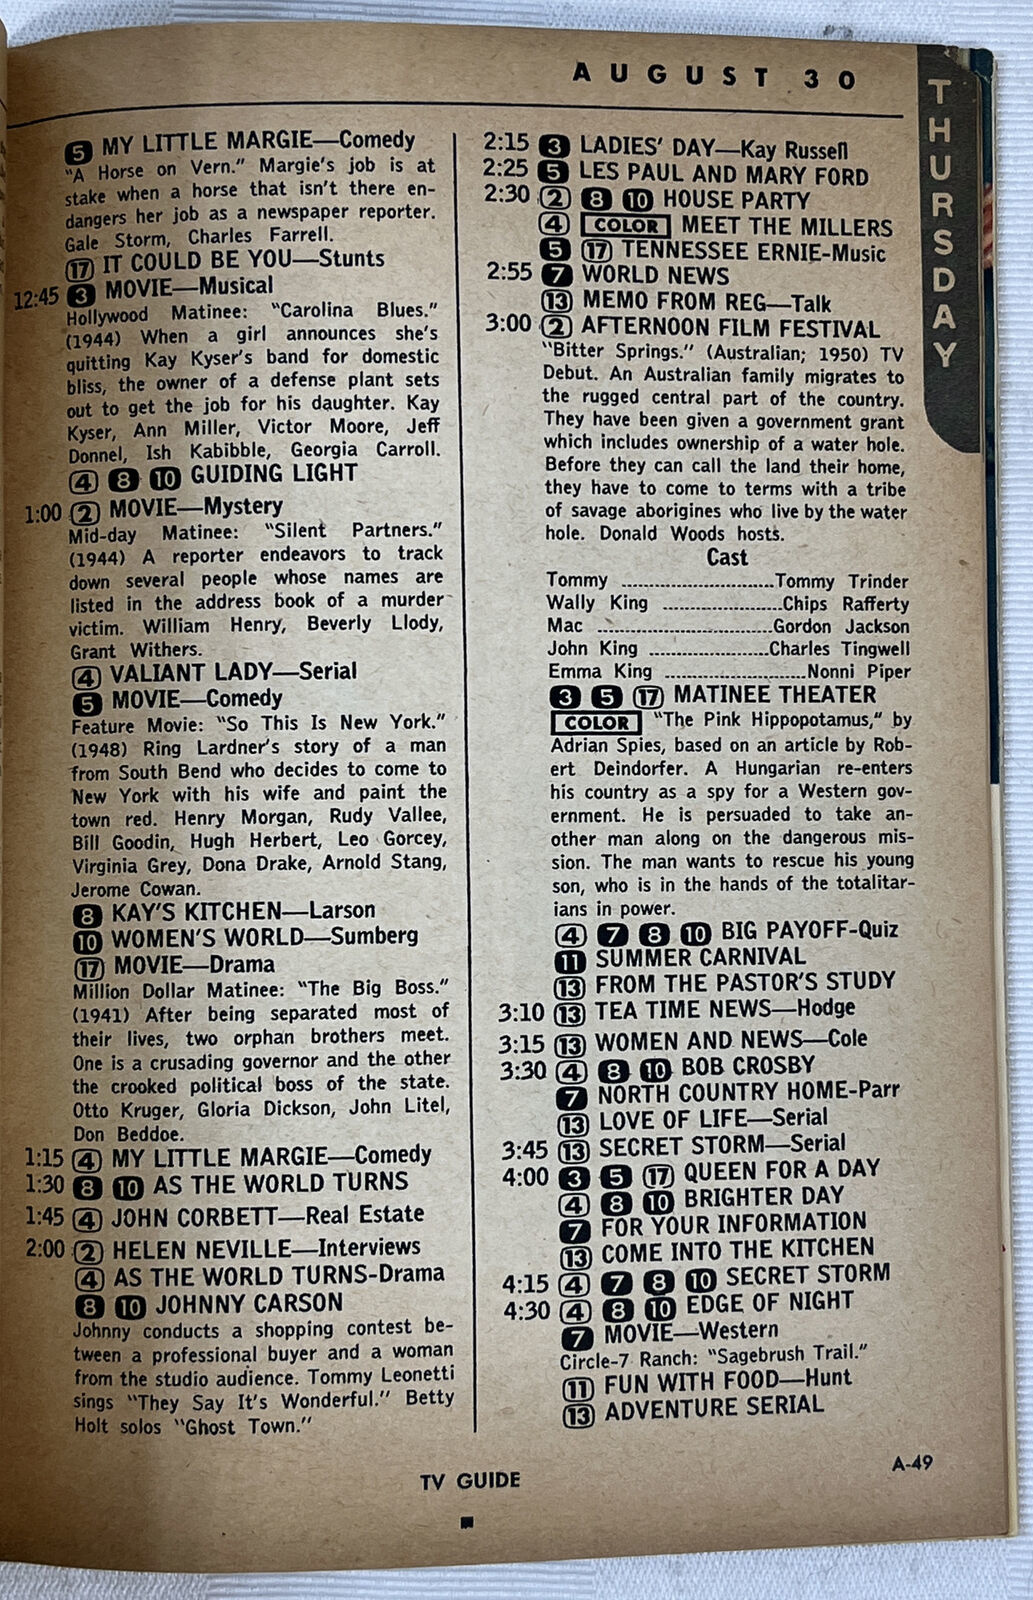 AUGUST 30
THURSDAY
5 MY LITTLE MARGIE—Comedy
"A Horse on Vern." Margie's job is at
stake when a horse that isn't there en-
dangers her job as a newspaper reporter.
Gale Storm, Charles Farrell.
17 IT COULD BE YOU—Stunts
12:45 3 MOVIE—Musical
Hollywood Matinee: "Carolina Blues."
(1944) When a girl announces she's
quitting Kay Kyser's band for domestic
bliss, the owner of a defense plant sets
out to get the job for his daughter. Kay
Kyser, Ann Miller, Victor Moore, Jeff
Donnel, Ish Kabibble, Georgia Carroll.
4 8 10 GUIDING LIGHT
1:00 2 MOVIE—Mystery
Mid-day Matinee: "Silent Partners."
(1944) A reporter endeavors to track
down several people whose names are
listed in the address book of a murder
victim. William Henry, Beverly Llody,
Grant Withers.
4 VALIANT LADY—Serial
5 MOVIE—Comedy
Feature Movie: "So This Is New York."
(1948) Ring Lardner's story of a man
from South Bend who decides to come to
New York with his wife and paint the
town red. Henry Morgan, Rudy Vallee,
Bill Goodin, Hugh Herbert, Leo Gorcey,
Virginia Grey, Dona Drake, Arnold Stang,
Jerome Cowan.
8 KAY'S KITCHEN—Larson
10 WOMEN'S WORLD—Sumberg
17 MOVIE—Drama
Million Dollar Matinee: "The Big Boss."
(1941) After being separated most of
their lives, two orphan brothers meet.
One is a crusading governor and the other
the crooked political boss of the state.
Otto Kruger, Gloria Dickson, John Litel,
Don Beddoe.
1:15 4 MY LITTLE MARGIE—Comedy
1:30 8 10 AS THE WORLD TURNS
1:45 4 JOHN CORBETT—Real Estate
2:00 2 HELEN NEVILLE—Interviews
4 AS THE WORLD TURNS-Drama
8 10 JOHNNY CARSON
Johnny conducts a shopping contest be-
tween a professional buyer and a woman
from the studio audience. Tommy Leonetti
sings "They Say It's Wonderful." Betty
Holt solos "Ghost Town."
2:15 3 LADIES' DAY—Kay Russell
2:25 5 LES PAUL AND MARY FORD
2:30 2 8 10 HOUSE PARTY
4 COLOR MEET THE MILLERS
5 17 TENNESSEE ERNIE-Music
2:55 7 WORLD NEWS
13 MEMO FROM REG—Talk
3:00 2 AFTERNOON FILM FESTIVAL
"Bitter Springs." (Australian; 1950) TV
Debut. An Australian family migrates to
the rugged central part of the country.
They have been given a government grant
which includes ownership of a water hole.
Before they can call the land their home,
they have to come to terms with a tribe
of savage aborigines who live by the water
hole. Donald Woods hosts.
Cast
Tommy ..........................Tommy Trinder
Wally King .....................Chips Rafferty
Mac ..............................Gordon Jackson
John King .....................Charles Tingwell
Emma King ........................Nonni Piper
3 5 17 MATINEE THEATER
COLOR "The Pink Hippopotamus," by
Adrian Spies, based on an article by Rob-
ert Deindorfer. A Hungarian re-enters
his country as a spy for a Western gov-
ernment. He is persuaded to take an-
other man along on the dangerous mis-
sion. The man wants to rescue his young
son, who is in the hands of the totalitar-
ians in power.
4 7 8 10 BIG PAYOFF-Quiz
11 SUMMER CARNIVAL
13 FROM THE PASTOR'S STUDY
3:10 13 TEA TIME NEWS—Hodge
3:15 13 WOMEN AND NEWS—Cole
3:30 4 8 10 BOB CROSBY
7 NORTH COUNTRY HOME-Parr
13 LOVE OF LIFE—Serial
3:45 13 SECRET STORM—Serial
4:00 3 5 17 QUEEN FOR A DAY
4 8 10 BRIGHTER DAY
7 FOR YOUR INFORMATION
13 COME INTO THE KITCHEN
4:15 4 7 8 10 SECRET STORM
4:30 4 8 10 EDGE OF NIGHT
7 MOVIE—Western
Circle-7 Ranch: "Sagebrush Trail."
11 FUN WITH FOOD—Hunt
13 ADVENTURE SERIAL
TV GUIDE
A-49